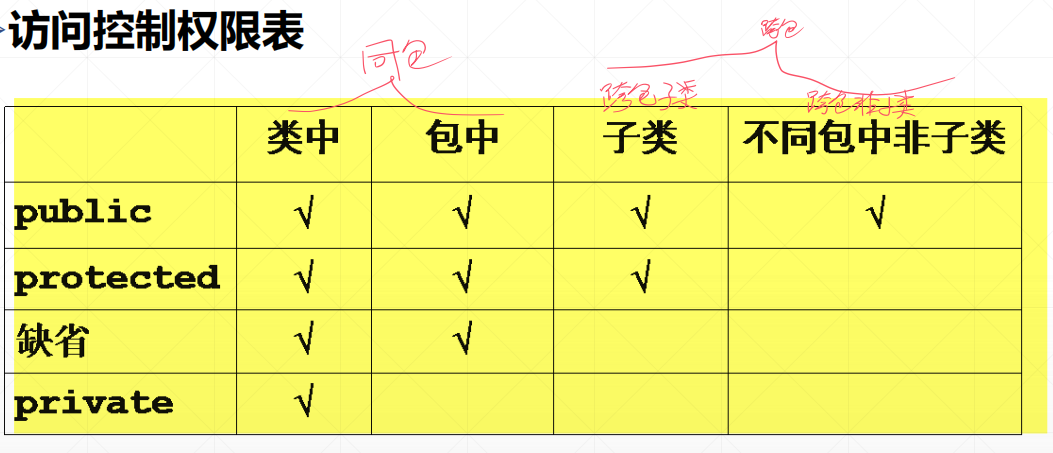 访问控制权限表
同包
跨包
跨包子类
跨包非子类
类中 包中 子类 不同包中非子类
public √ √ √ √
protected √ √ √
缺省 √ √
private √